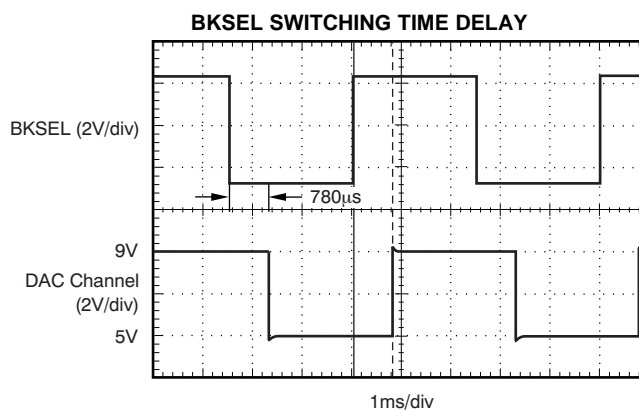 BKSEL SWITCHING TIME DELAY
BKSEL (2V/div)
780µs
9V
DAC Channel
(2V/div)
5V
1ms/div